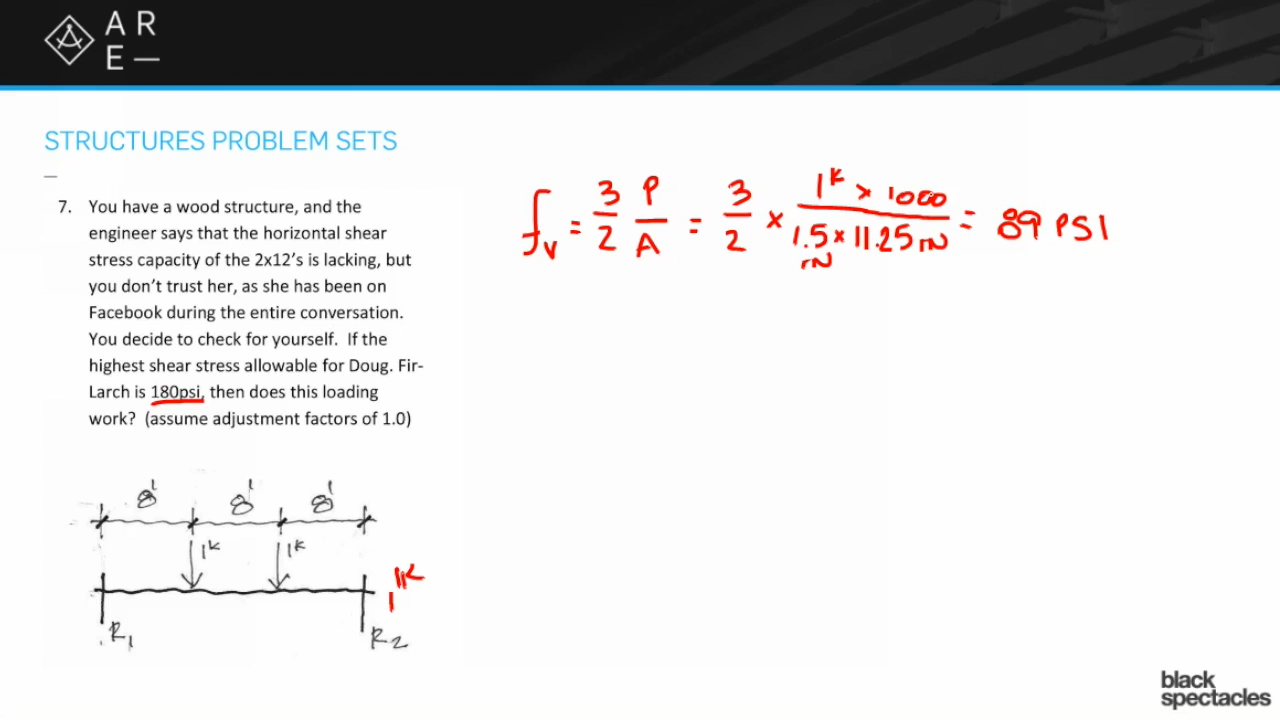 A R
E —
STRUCTURES PROBLEM SETS
7. You have a wood structure, and the
engineer says that the horizontal shear
stress capacity of the 2x12's is lacking, but
you don't trust her, as she has been on
Facebook during the entire conversation.
You decide to check for yourself. If the
highest shear stress allowable for Doug. Fir-
Larch is 180psi, then does this loading
work? (assume adjustment factors of 1.0)
fv = 3/2 P/A = 3/2 × 1K × 1000 / 1.5 IN × 11.25 IN = 89 PSI
8' 8' 8'
1K 1K
1K
R1 R2
black
spectacles